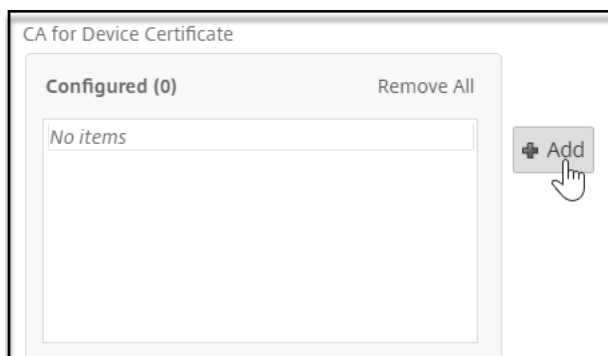 CA for Device Certificate
Configured (0) Remove All
No items
Add